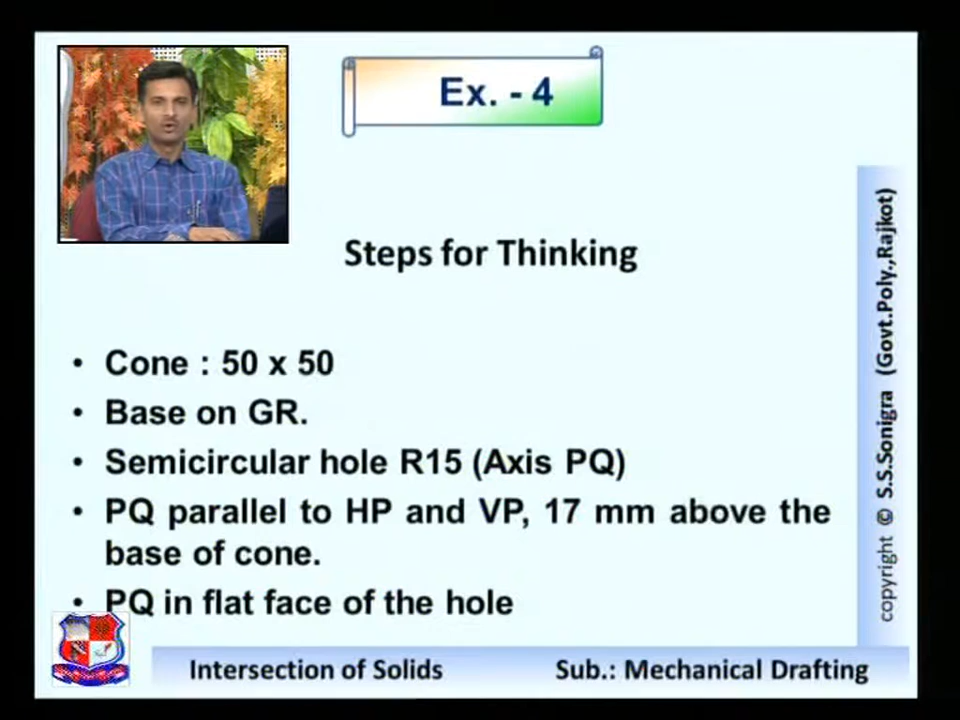 Ex. - 4
Steps for Thinking
• Cone : 50 x 50
• Base on GR.
• Semicircular hole R15 (Axis PQ)
• PQ parallel to HP and VP, 17 mm above the
base of cone.
• PQ in flat face of the hole
copyright © S.S.Sonigra (Govt.Poly.,Rajkot)
Intersection of Solids Sub.: Mechanical Drafting